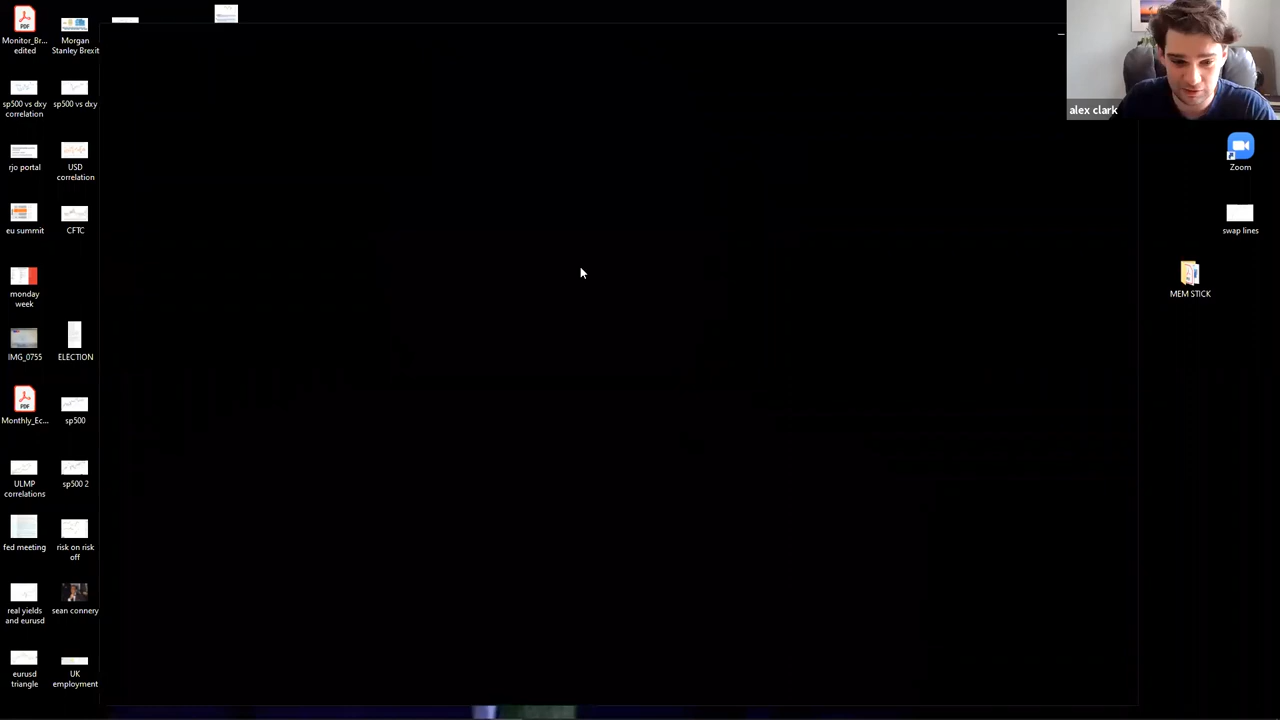 Monitor_Br...
edited
Morgan
Stanley Brexit
sp500 vs dxy
correlation
sp500 vs dxy
rjo portal
USD
correlation
eu summit
CFTC
monday
week
IMG_0755
ELECTION
Monthly_Ec...
sp500
ULMP
correlations
sp500 2
fed meeting
risk on risk
off
real yields
and eurusd
sean connery
eurusd
triangle
UK
employment
alex clark
Zoom
swap lines
MEM STICK